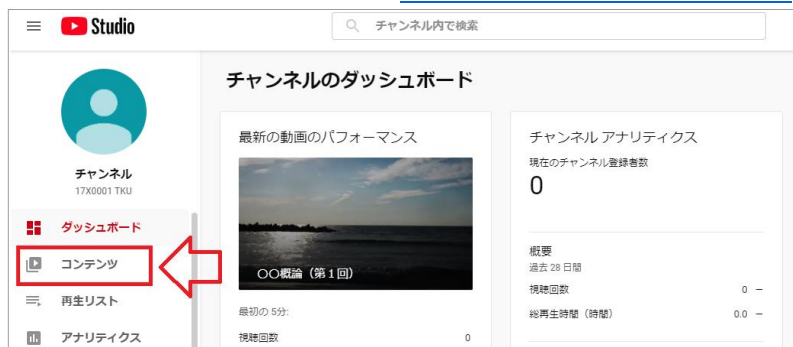 Studio
チャンネル内で検索
チャンネル
17X0001 TKU
ダッシュボード
コンテンツ
再生リスト
アナリティクス
チャンネルのダッシュボード
最新の動画のパフォーマンス
〇〇概論（第１回）
最初の 5分:
視聴回数 0
チャンネル アナリティクス
現在のチャンネル登録者数
0
概要
過去 28 日間
視聴回数 0 —
総再生時間（時間） 0.0 —